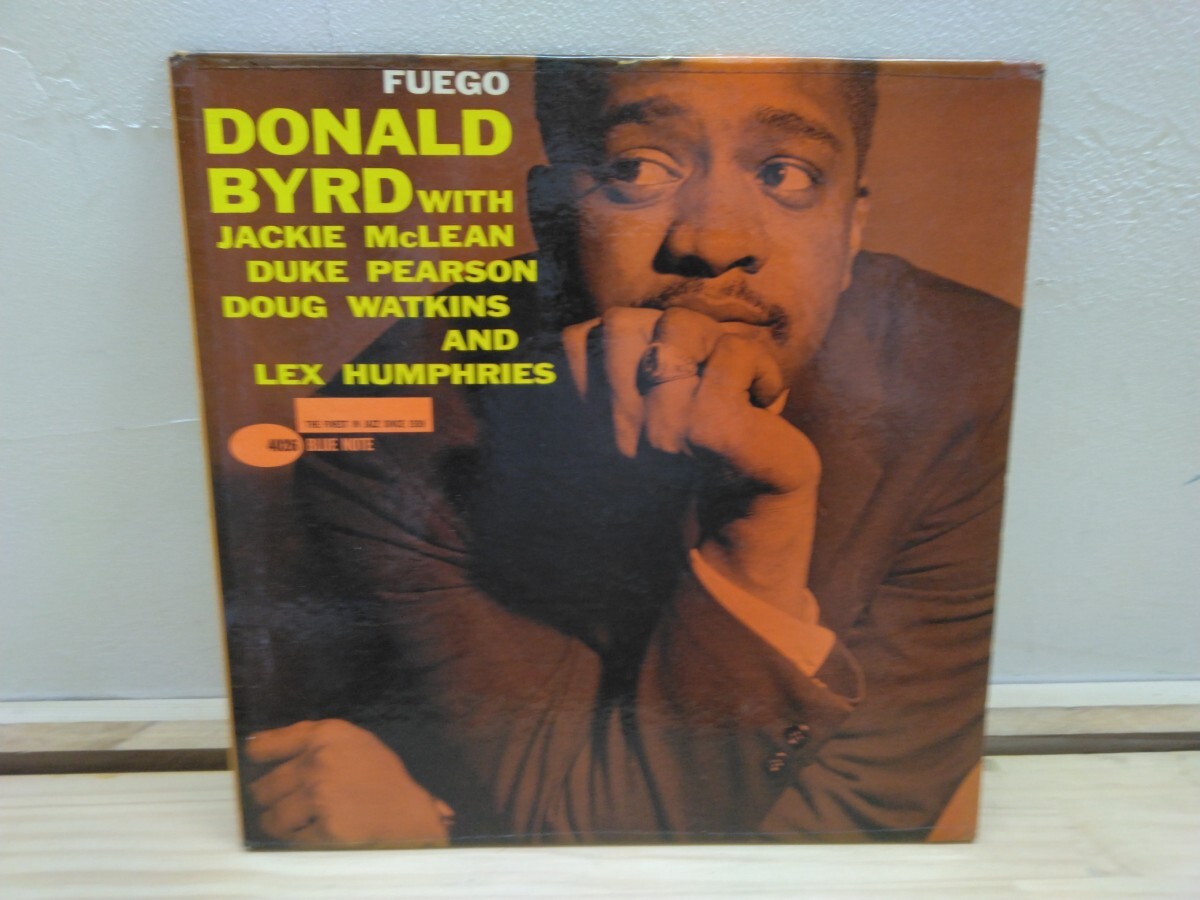 FUEGO
DONALD
BYRD WITH
JACKIE McLEAN
DUKE PEARSON
DOUG WATKINS
AND
LEX HUMPHRIES
THE FINEST IN JAZZ SINCE 1939
4026 BLUE NOTE